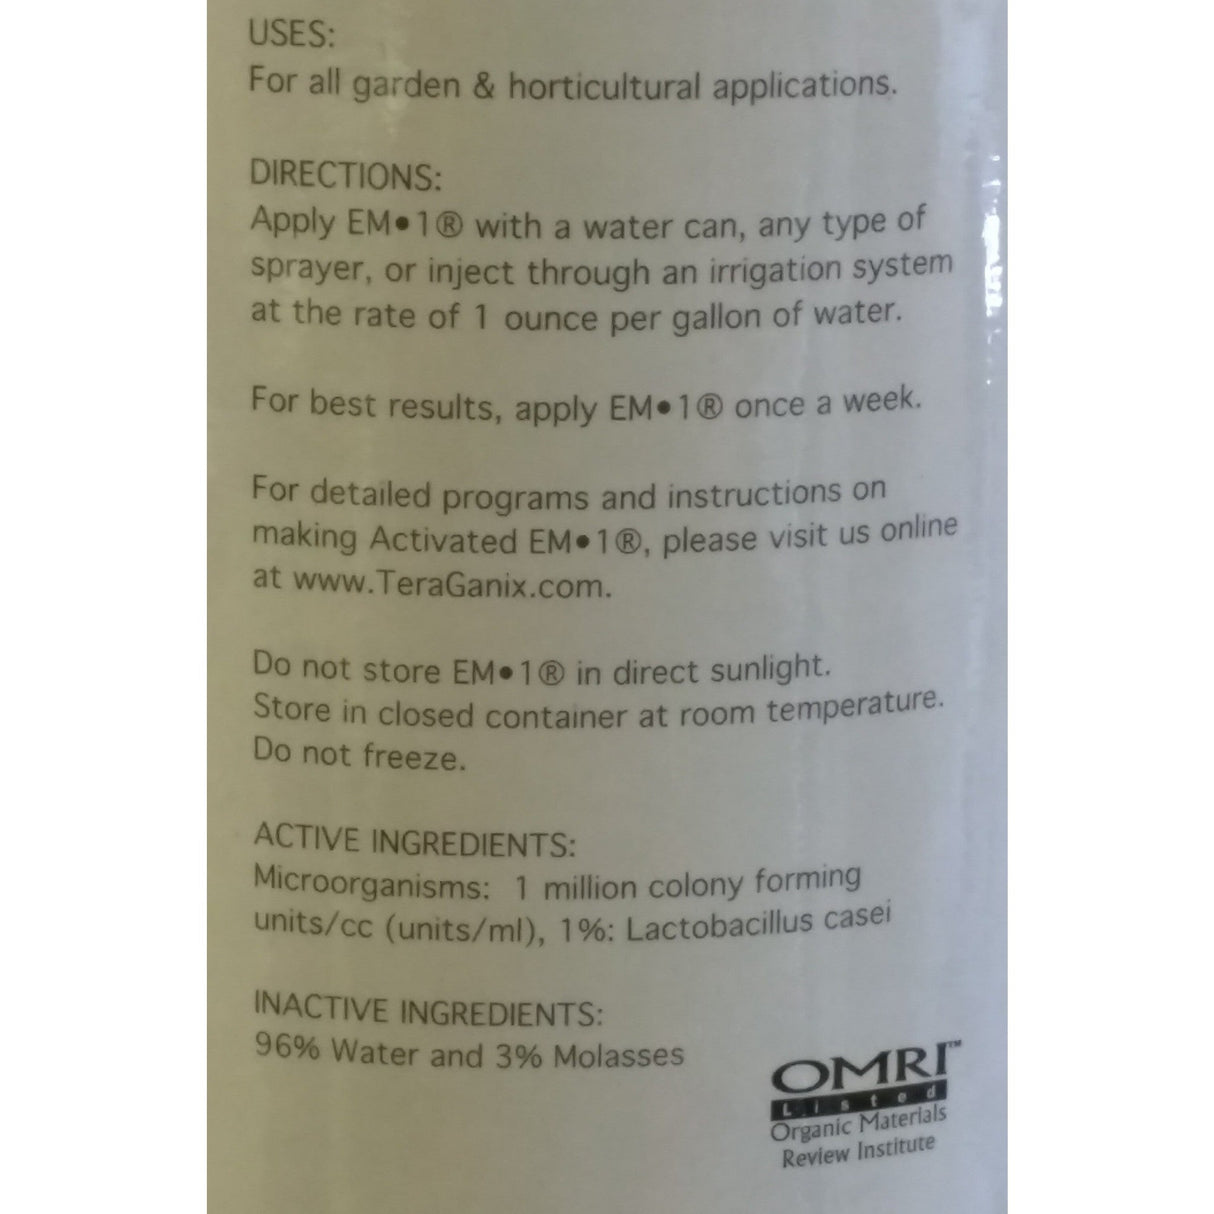 USES:
For all garden & horticultural applications.
DIRECTIONS:
Apply EM•1® with a water can, any type of
sprayer, or inject through an irrigation system
at the rate of 1 ounce per gallon of water.
For best results, apply EM•1® once a week.
For detailed programs and instructions on
making Activated EM•1®, please visit us online
at www.TeraGanix.com.
Do not store EM•1® in direct sunlight.
Store in closed container at room temperature.
Do not freeze.
ACTIVE INGREDIENTS:
Microorganisms: 1 million colony forming
units/cc (units/ml), 1%: Lactobacillus casei
INACTIVE INGREDIENTS:
96% Water and 3% Molasses
OMRI™
Listed
Organic Materials
Review Institute